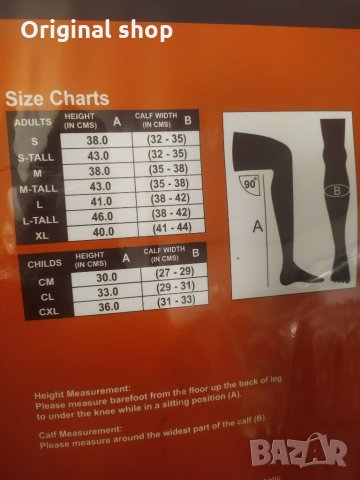 Original shop
Size Charts
ADULTS HEIGHT (IN CMS) A CALF WIDTH (IN CMS) B
S 38.0 (32 - 35)
S-TALL 43.0 (32 - 35)
M 38.0 (35 - 38)
M-TALL 43.0 (35 - 38)
L 41.0 (38 - 42)
L-TALL 46.0 (38 - 42)
XL 40.0 (41 - 44)
CHILDS HEIGHT (IN CMS) A CALF WIDTH (IN CMS) B
CM 30.0 (27 - 29)
CL 33.0 (29 - 31)
CXL 36.0 (31 - 33)
90°
A
B
Height Measurement:
Please measure barefoot from the floor up the back of leg
to under the knee while in a sitting position (A).
Calf Measurement:
Please measure around the widest part of the calf (B).
BAZAR